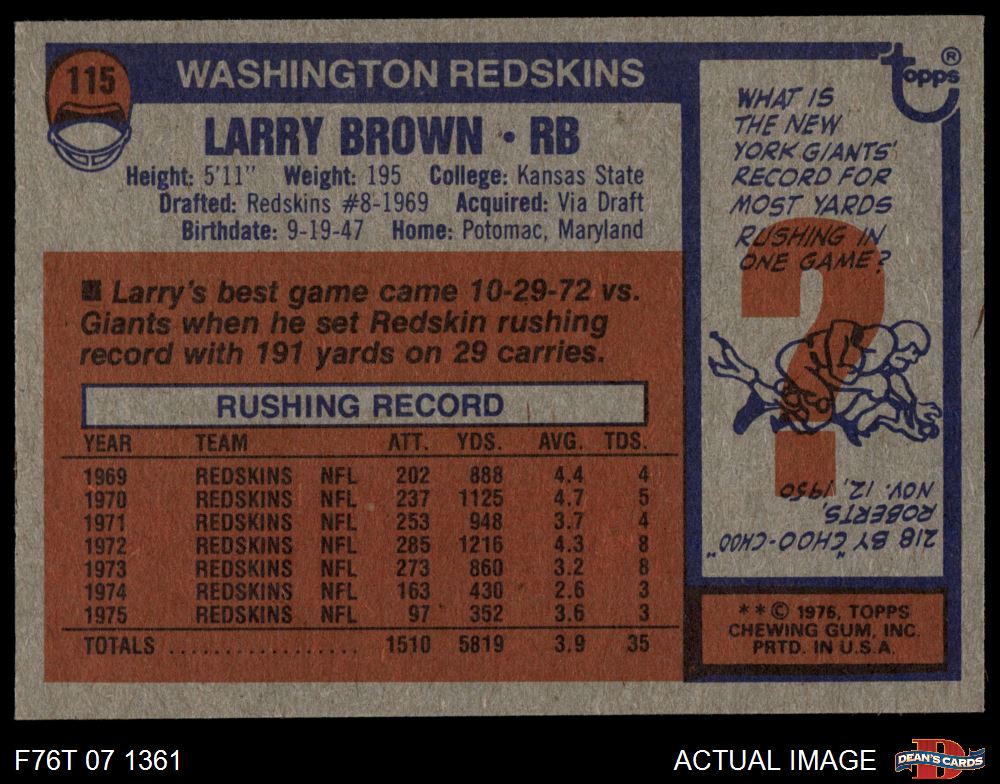 115
WASHINGTON REDSKINS
LARRY BROWN • RB
Height: 5'11" Weight: 195 College: Kansas State
Drafted: Redskins #8-1969 Acquired: Via Draft
Birthdate: 9-19-47 Home: Potomac, Maryland
■ Larry's best game came 10-29-72 vs.
Giants when he set Redskin rushing
record with 191 yards on 29 carries.
RUSHING RECORD
YEAR TEAM ATT. YDS. AVG. TDS.
1969 REDSKINS NFL 202 888 4.4 4
1970 REDSKINS NFL 237 1125 4.7 5
1971 REDSKINS NFL 253 948 3.7 4
1972 REDSKINS NFL 285 1216 4.3 8
1973 REDSKINS NFL 273 860 3.2 8
1974 REDSKINS NFL 163 430 2.6 3
1975 REDSKINS NFL 97 352 3.6 3
TOTALS .................. 1510 5819 3.9 35
topps ®
WHAT IS
THE NEW
YORK GIANTS'
RECORD FOR
MOST YARDS
RUSHING IN
ONE GAME?
?
218 BY "CHOO-CHOO"
ROBERTS,
NOV. 12, 1950
* * © 1976, TOPPS
CHEWING GUM, INC.
PRTD. IN U.S.A.
F76T 07 1361
ACTUAL IMAGE
D
DEAN'S CARDS